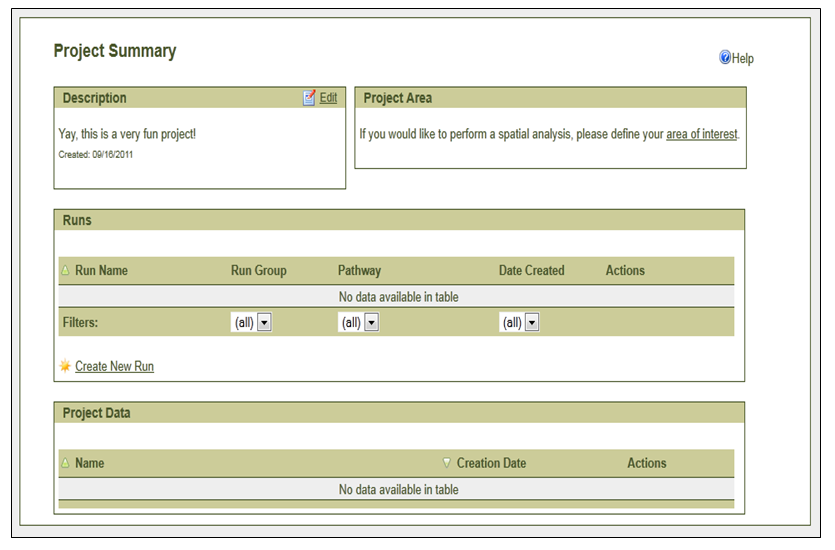 Project Summary
Help
Description
Edit
Project Area
Yay, this is a very fun project!
Created: 09/16/2011
If you would like to perform a spatial analysis, please define your area of interest.
Runs
Run Name Run Group Pathway Date Created Actions
No data available in table
Filters: (all) (all) (all)
Create New Run
Project Data
Name Creation Date Actions
No data available in table